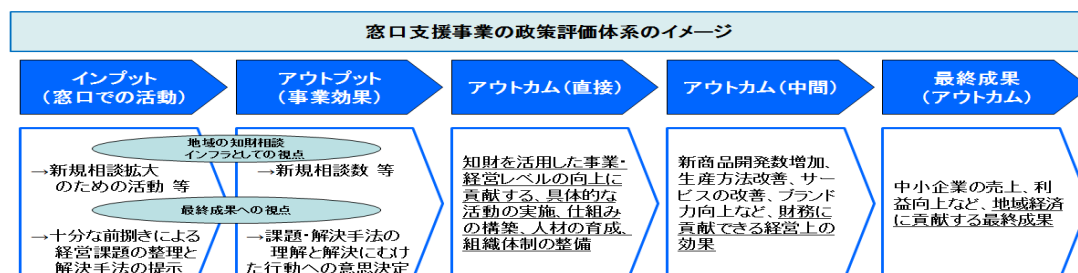 窓口支援事業の政策評価体系のイメージ
インプット
(窓口での活動)
アウトプット
(事業効果)
アウトカム(直接)
アウトカム(中間)
最終成果
(アウトカム)
地域の知財相談
インフラとしての視点
→新規相談拡大
のための活動 等
→新規相談数 等
最終成果への視点
→十分な前捌きによる
経営課題の整理と
解決手法の提示
→課題・解決手法の
理解と解決にむけ
た行動への意思決定
知財を活用した事業・
経営レベルの向上に
貢献する、具体的な
活動の実施、仕組み
の構築、人材の育成、
組織体制の整備
新商品開発数増加、
生産方法改善、サー
ビスの改善、ブランド
力向上など、財務に
貢献できる経営上の
効果
中小企業の売上、利
益向上など、地域経済
に貢献する最終成果